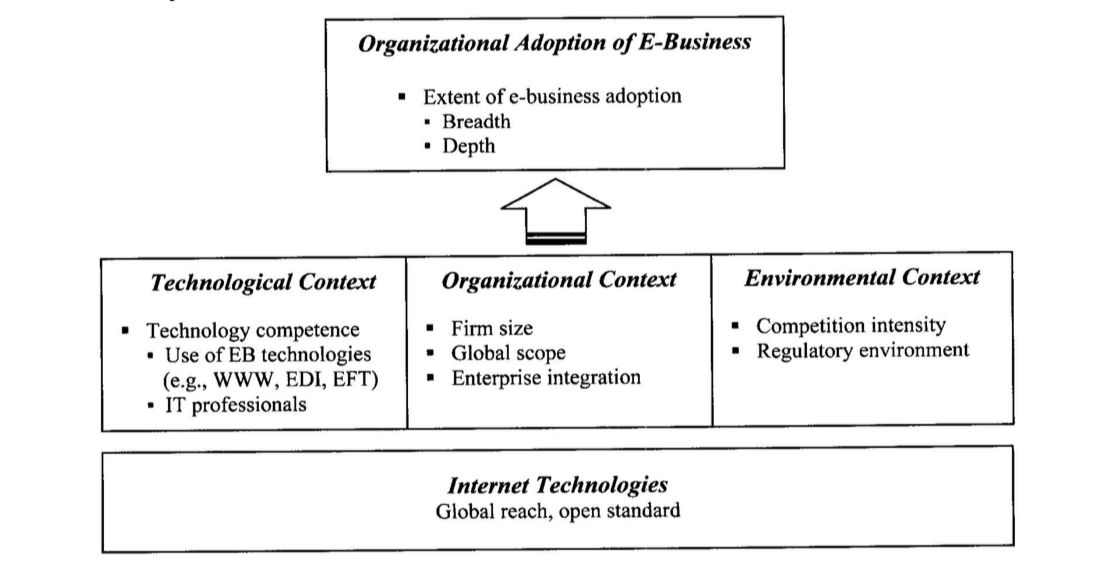 Organizational Adoption of E-Business
▪ Extent of e-business adoption
▪ Breadth
▪ Depth
Technological Context
▪ Technology competence
▪ Use of EB technologies
(e.g., WWW, EDI, EFT)
▪ IT professionals
Organizational Context
▪ Firm size
▪ Global scope
▪ Enterprise integration
Environmental Context
▪ Competition intensity
▪ Regulatory environment
Internet Technologies
Global reach, open standard